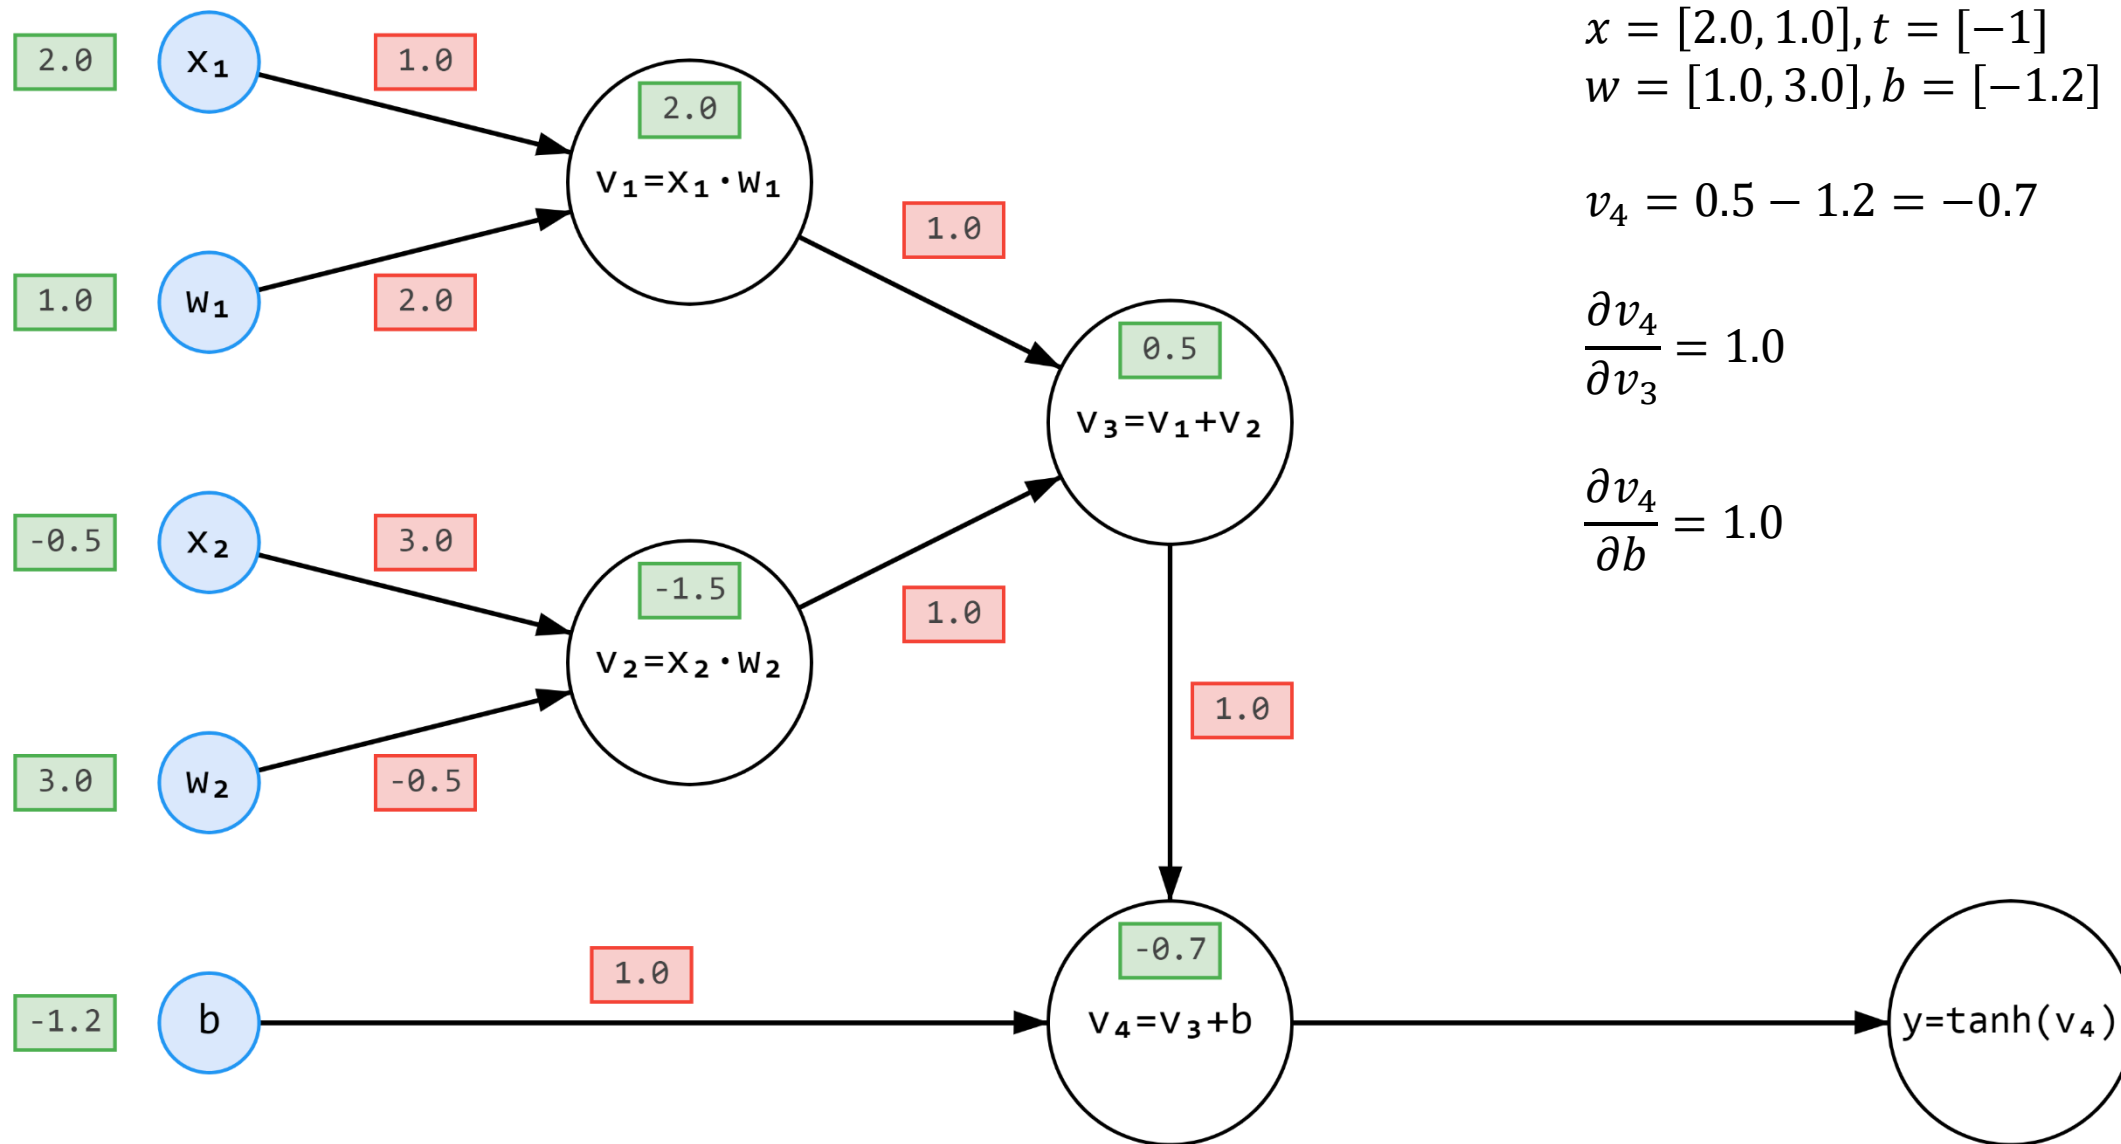 2.0
x₁
1.0
2.0
v₁=x₁·w₁
1.0
w₁
2.0
1.0
0.5
v₃=v₁+v₂
-0.5
x₂
3.0
-1.5
v₂=x₂·w₂
1.0
3.0
w₂
-0.5
1.0
-1.2
b
1.0
-0.7
v₄=v₃+b
y=tanh(v₄)
x = [2.0, 1.0], t = [−1]
w = [1.0, 3.0], b = [−1.2]
v₄ = 0.5 − 1.2 = −0.7
∂v₄/∂v₃ = 1.0
∂v₄/∂b = 1.0